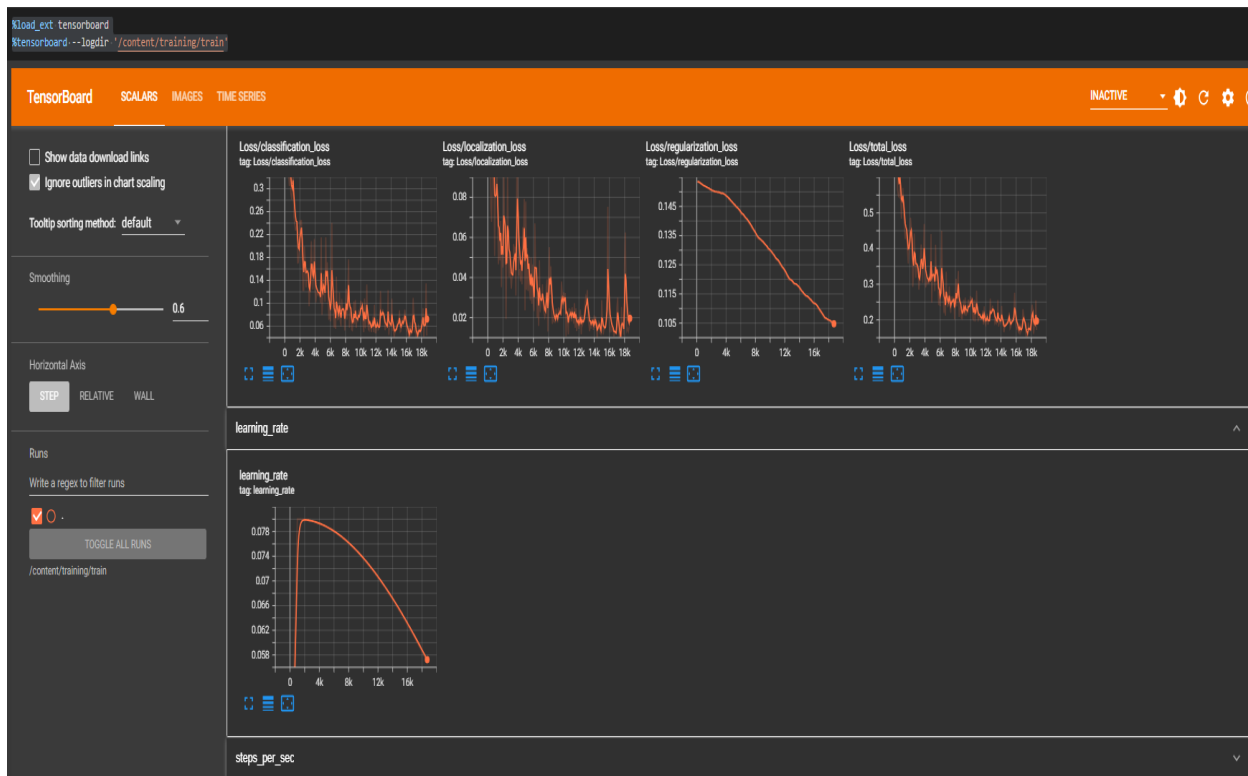 %load_ext tensorboard
%tensorboard --logdir '/content/training/train'
TensorBoard SCALARS IMAGES TIME SERIES INACTIVE
Show data download links
Ignore outliers in chart scaling
Tooltip sorting method: default
Smoothing
0.6
Horizontal Axis
STEP RELATIVE WALL
Runs
Write a regex to filter runs
.
TOGGLE ALL RUNS
/content/training/train
Loss/classification_loss
tag: Loss/classification_loss
0.3
0.26
0.22
0.18
0.14
0.1
0.06
0 2k 4k 6k 8k 10k 12k 14k 16k 18k
Loss/localization_loss
tag: Loss/localization_loss
0.08
0.06
0.04
0.02
0 2k 4k 6k 8k 10k 12k 14k 16k 18k
Loss/regularization_loss
tag: Loss/regularization_loss
0.145
0.135
0.125
0.115
0.105
0 4k 8k 12k 16k
Loss/total_loss
tag: Loss/total_loss
0.5
0.4
0.3
0.2
0 2k 4k 6k 8k 10k 12k 14k 16k 18k
learning_rate
learning_rate
tag: learning_rate
0.078
0.074
0.07
0.066
0.062
0.058
0 4k 8k 12k 16k
steps_per_sec